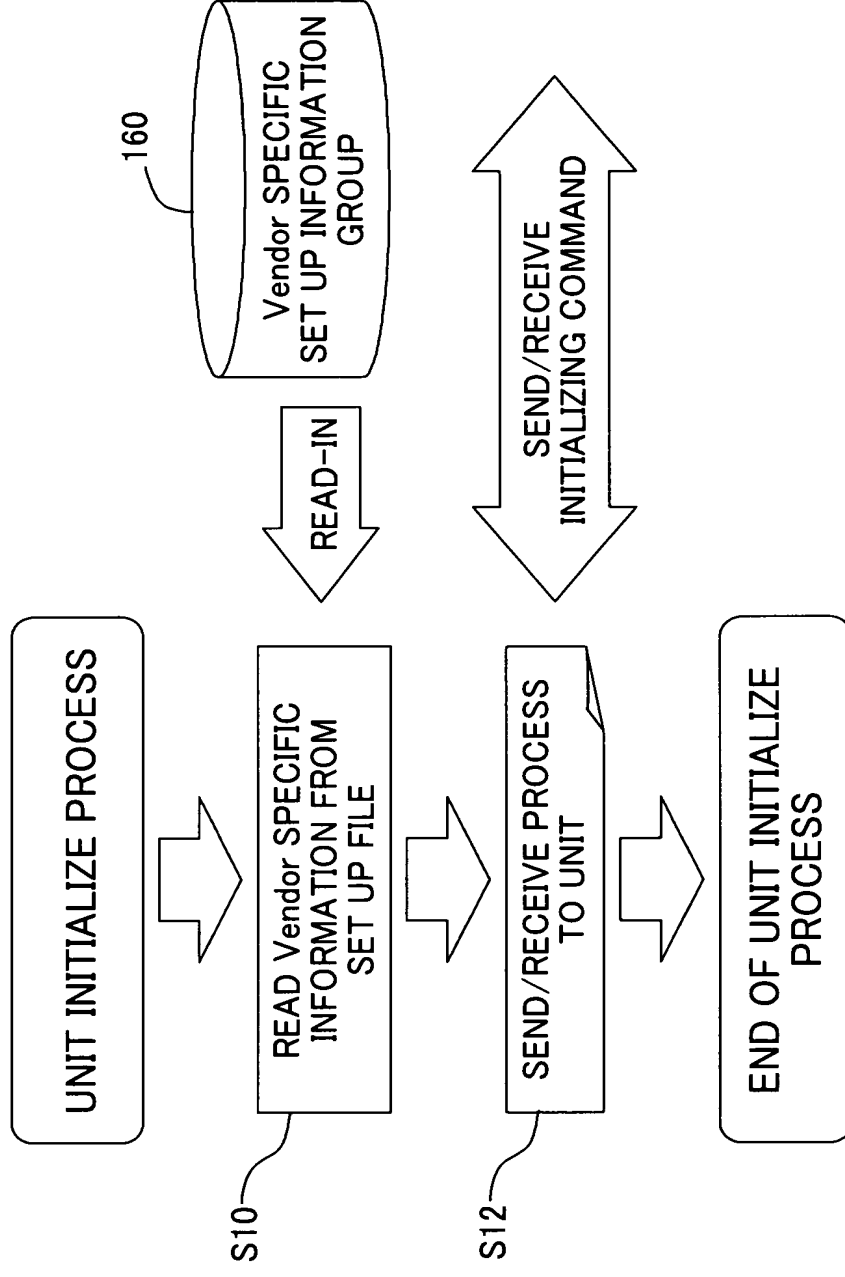 UNIT INITIALIZE PROCESS
160
S10
READ Vendor SPECIFIC
INFORMATION FROM
SET UP FILE
READ-IN
Vendor SPECIFIC
SET UP INFORMATION
GROUP
S12
SEND/RECEIVE PROCESS
TO UNIT
SEND/RECEIVE
INITIALIZING COMMAND
END OF UNIT INITIALIZE
PROCESS